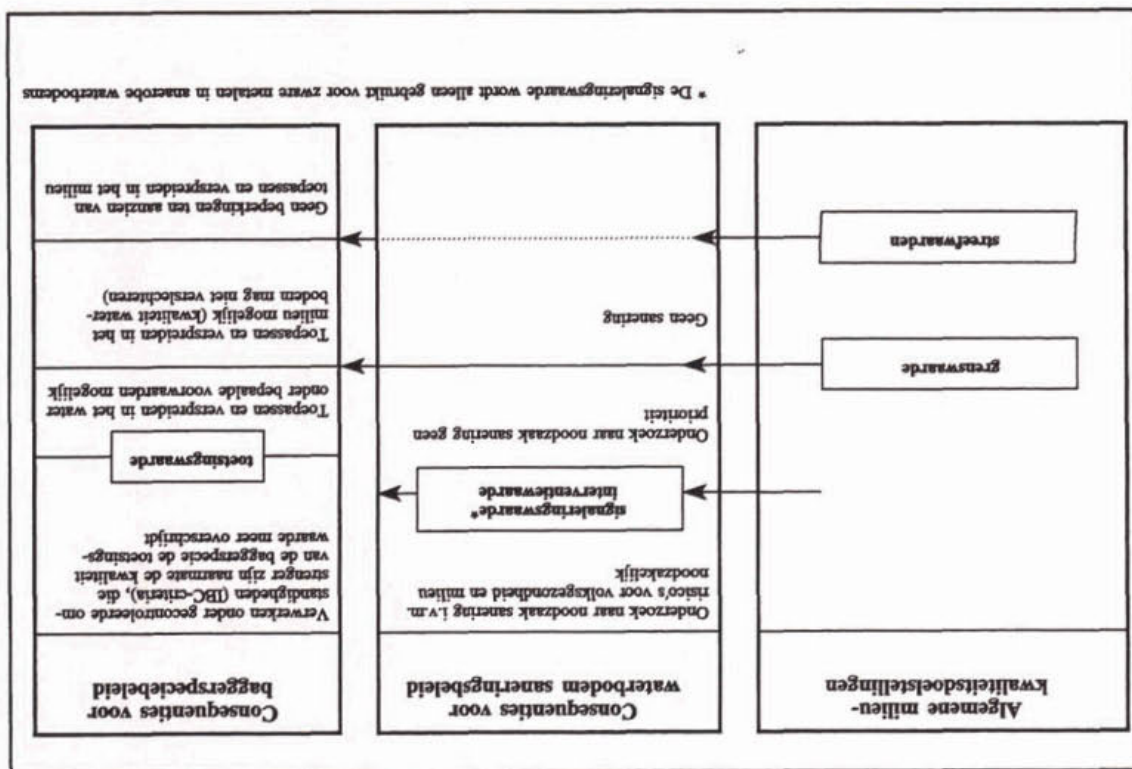 Algemene milieu-
kwaliteitsdoelstellingen
grenswaarde
streefwaarden
Consequenties voor
waterbodem saneringsbeleid
Onderzoek naar noodzaak sanering i.v.m.
risico's voor volksgezondheid en milieu
noodzakelijk
signaleringswaarde*
interventiewaarde
Onderzoek naar noodzaak sanering geen
prioriteit
Geen sanering
Consequenties voor
baggerspeciebeleid
Verwerken onder gecontroleerde om-
standigheden (IBC-criteria), die
strenger zijn naarmate de kwaliteit
van de baggerspecie de toetsings-
waarde meer overschrijdt
toetsingswaarde
Toepassen en verspreiden in het water
onder bepaalde voorwaarden mogelijk
Toepassen en verspreiden in het
milieu mogelijk (kwaliteit water-
bodem mag niet verslechteren)
Geen beperkingen ten aanzien van
toepassen en verspreiden in het milieu
* De signaleringswaarde wordt alleen gebruikt voor zware metalen in anaerobe waterbodems